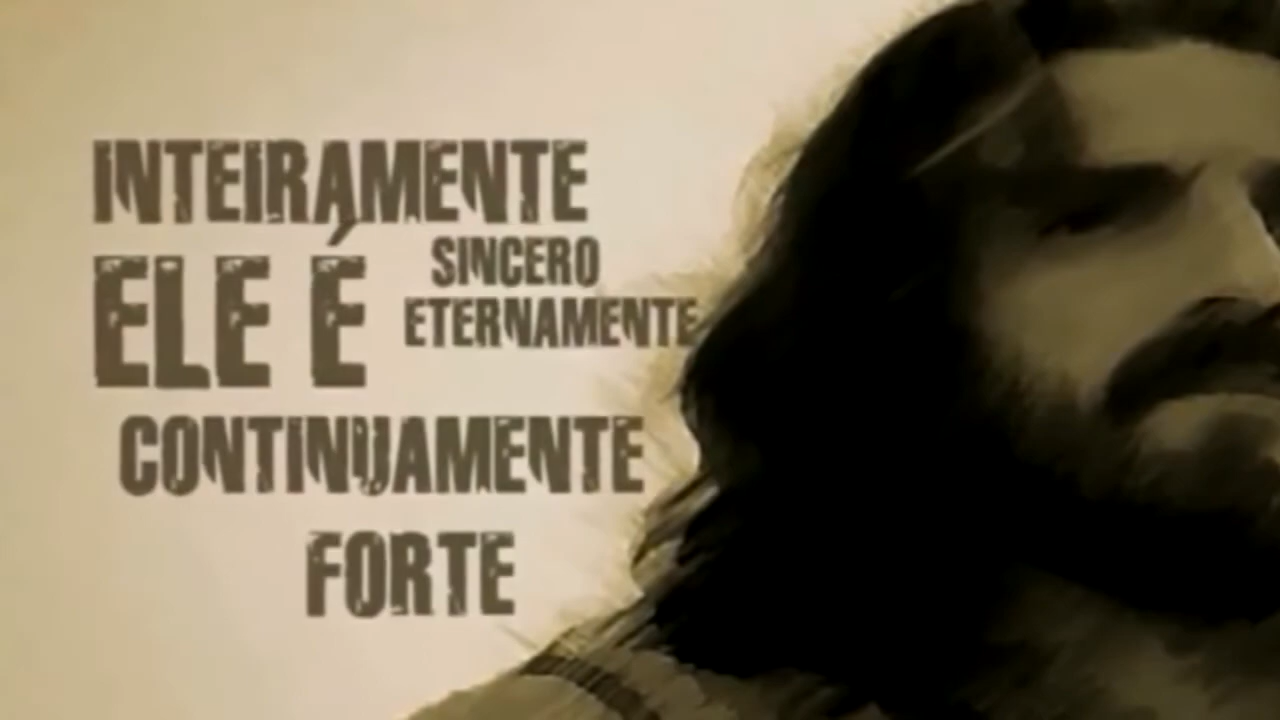 INTEIRAMENTE
ELE É
SINCERO
ETERNAMENTE
CONTINUAMENTE
FORTE